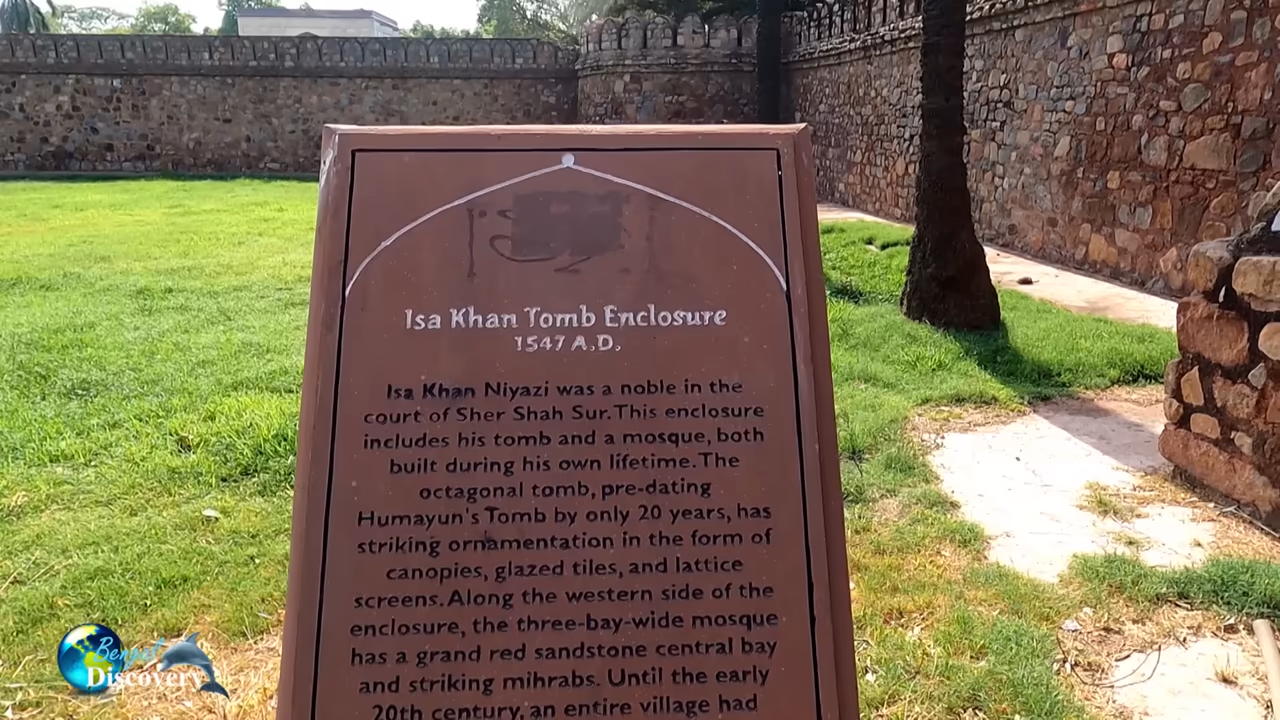 Isa Khan Tomb Enclosure
1547 A.D.
Isa Khan Niyazi was a noble in the
court of Sher Shah Sur. This enclosure
includes his tomb and a mosque, both
built during his own lifetime. The
octagonal tomb, pre-dating
Humayun's Tomb by only 20 years, has
striking ornamentation in the form of
canopies, glazed tiles, and lattice
screens. Along the western side of the
enclosure, the three-bay-wide mosque
has a grand red sandstone central bay
and striking mihrabs. Until the early
20th century, an entire village had
Discovery